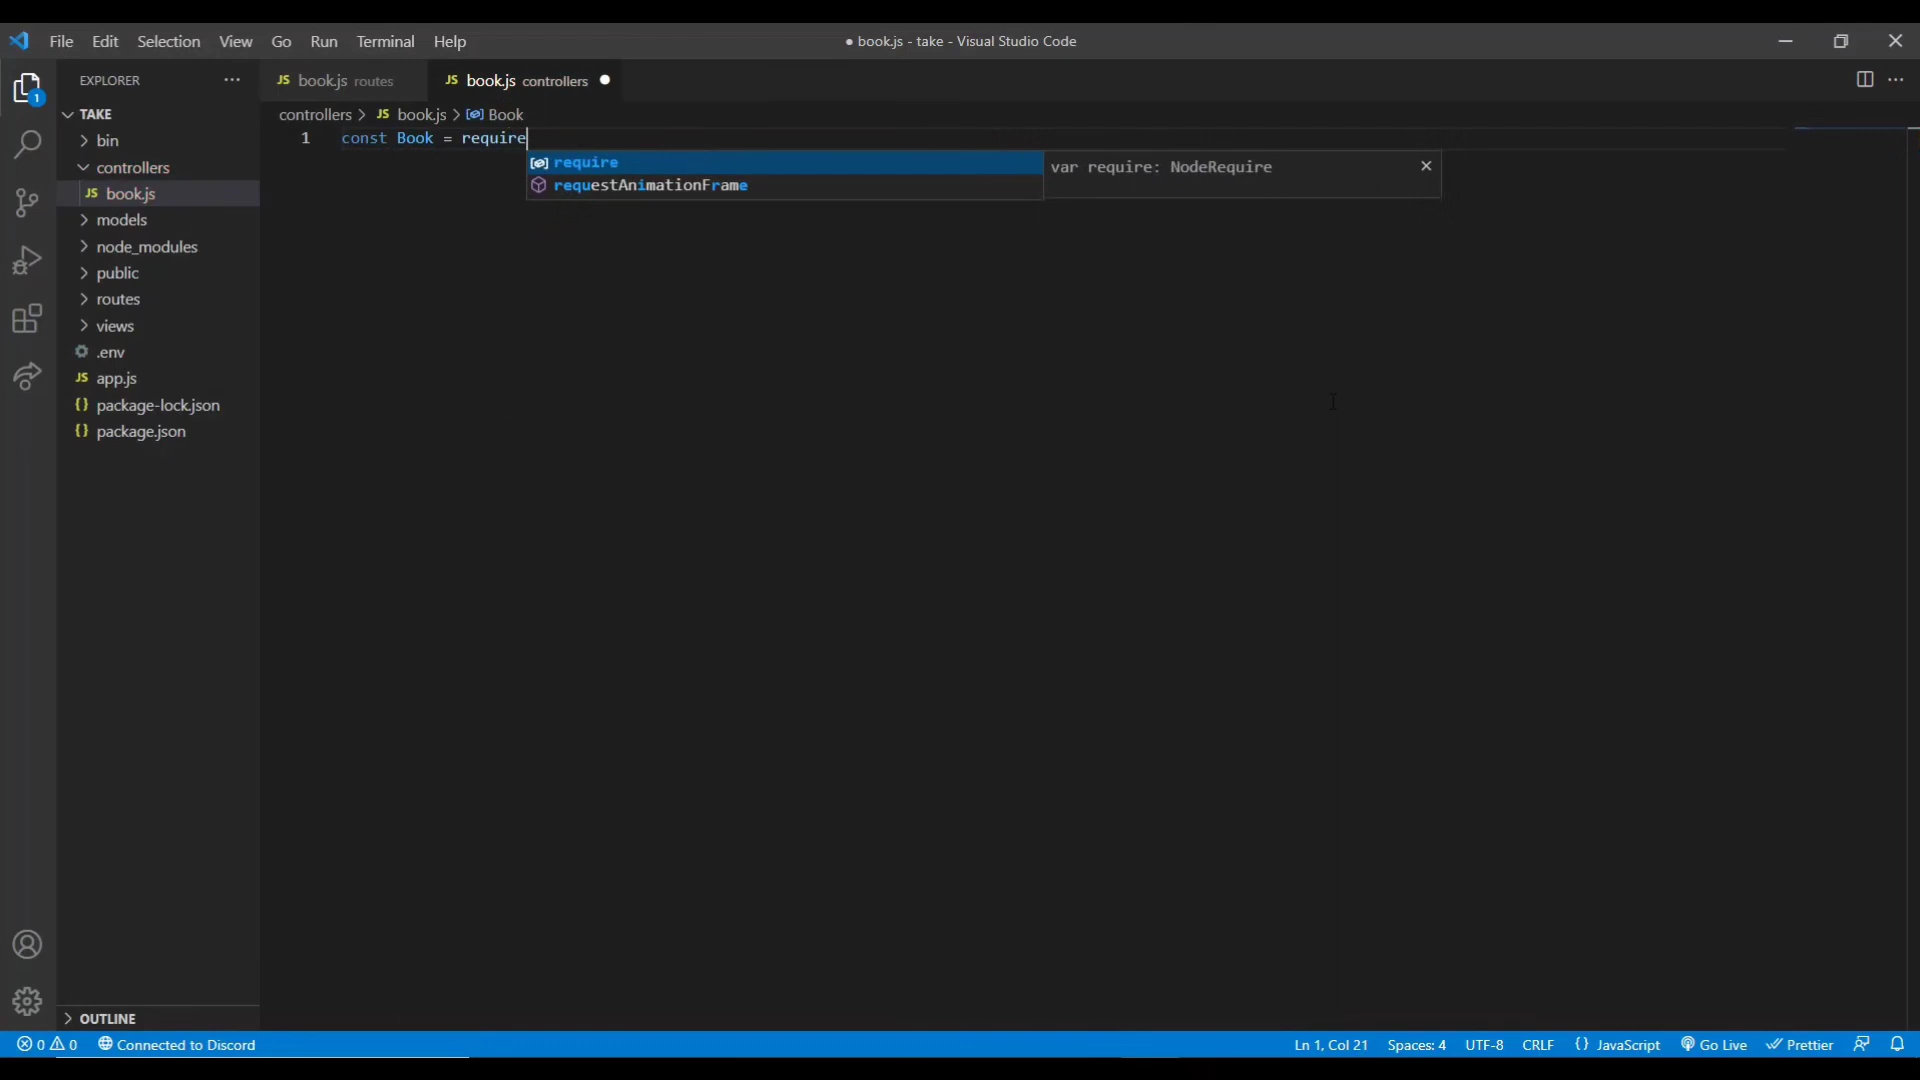 File Edit Selection View Go Run Terminal Help
● book.js - take - Visual Studio Code
EXPLORER
JS book.js routes
JS book.js controllers ●
TAKE
controllers > JS book.js > Book
bin
1 const Book = require
controllers
require
var require: NodeRequire
requestAnimationFrame
JS book.js
models
node_modules
public
routes
views
.env
JS app.js
{} package-lock.json
{} package.json
1
OUTLINE
0 0 Connected to Discord
Ln 1, Col 21 Spaces: 4 UTF-8 CRLF {} JavaScript Go Live Prettier